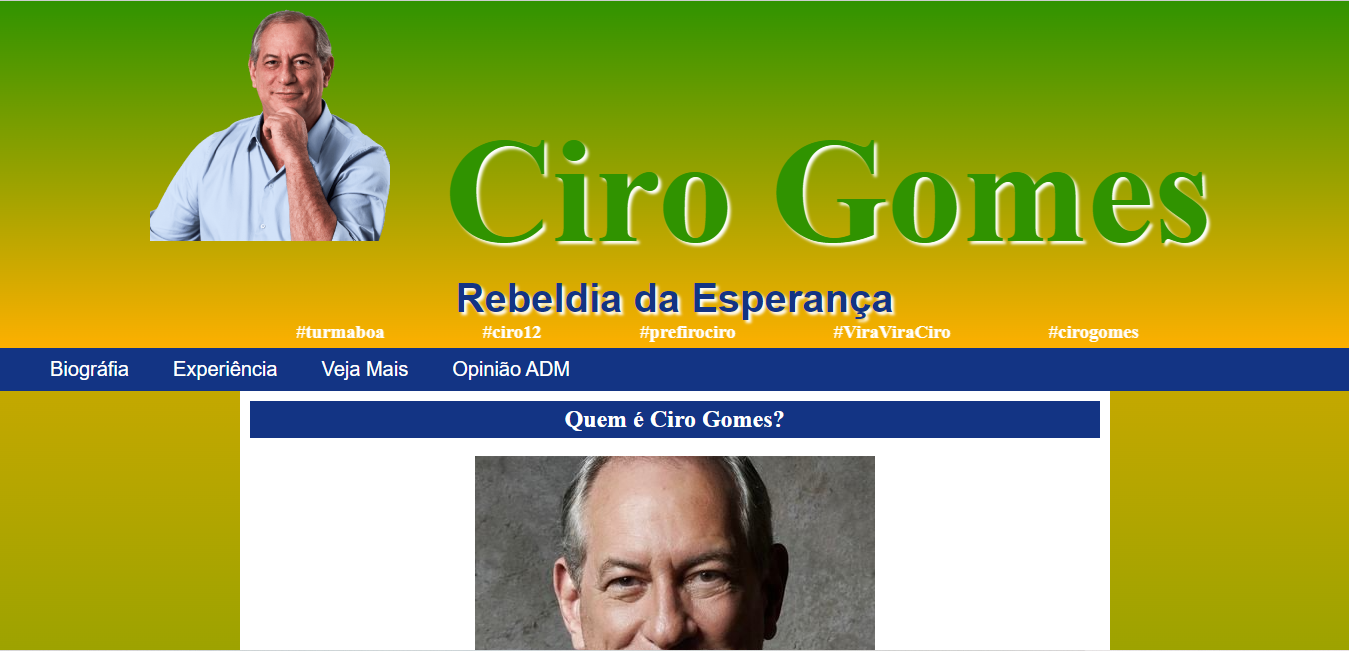 Ciro Gomes
Rebeldia da Esperança
#turmaboa #ciro12 #prefirociro #ViraViraCiro #cirogomes
Biográfia Experiência Veja Mais Opinião ADM
Quem é Ciro Gomes?